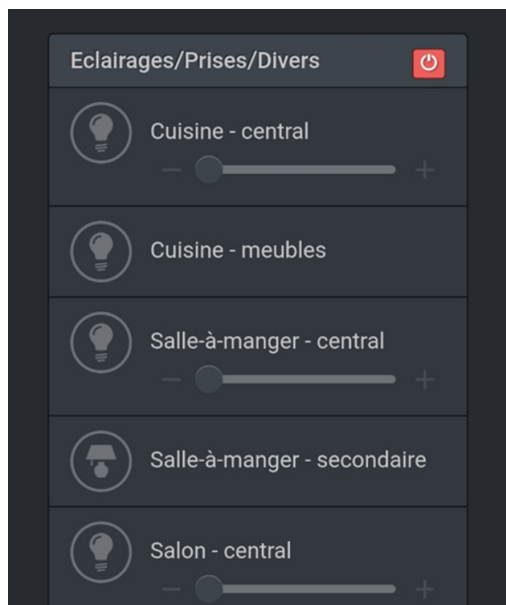 Eclairages/Prises/Divers
Cuisine - central
Cuisine - meubles
Salle-à-manger - central
Salle-à-manger - secondaire
Salon - central